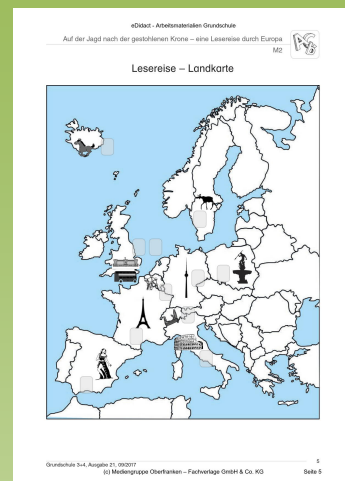 eDidact - Arbeitsmaterialien Grundschule
Auf der Jagd nach der gestohlenen Krone – eine Lesereise durch Europa
M2
Lesereise – Landkarte
5
Grundschule 3+4, Ausgabe 21, 09/2017
(c) Mediengruppe Oberfranken – Fachverlage GmbH & Co. KG Seite 5